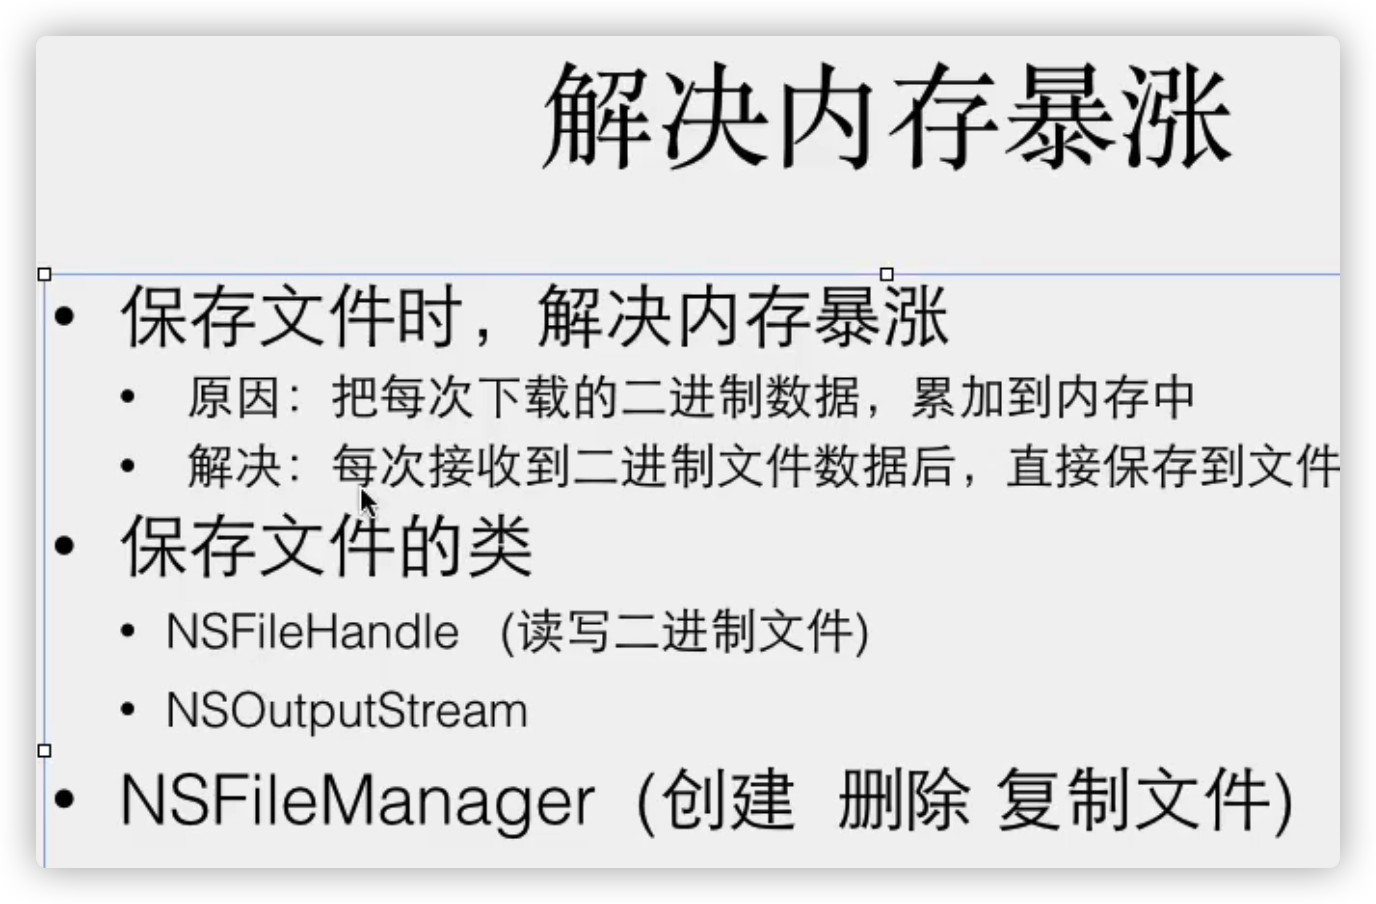 解决内存暴涨
• 保存文件时，解决内存暴涨
• 原因：把每次下载的二进制数据，累加到内存中
• 解决：每次接收到二进制文件数据后，直接保存到文件
• 保存文件的类
• NSFileHandle (读写二进制文件)
• NSOutputStream
• NSFileManager (创建 删除 复制文件)